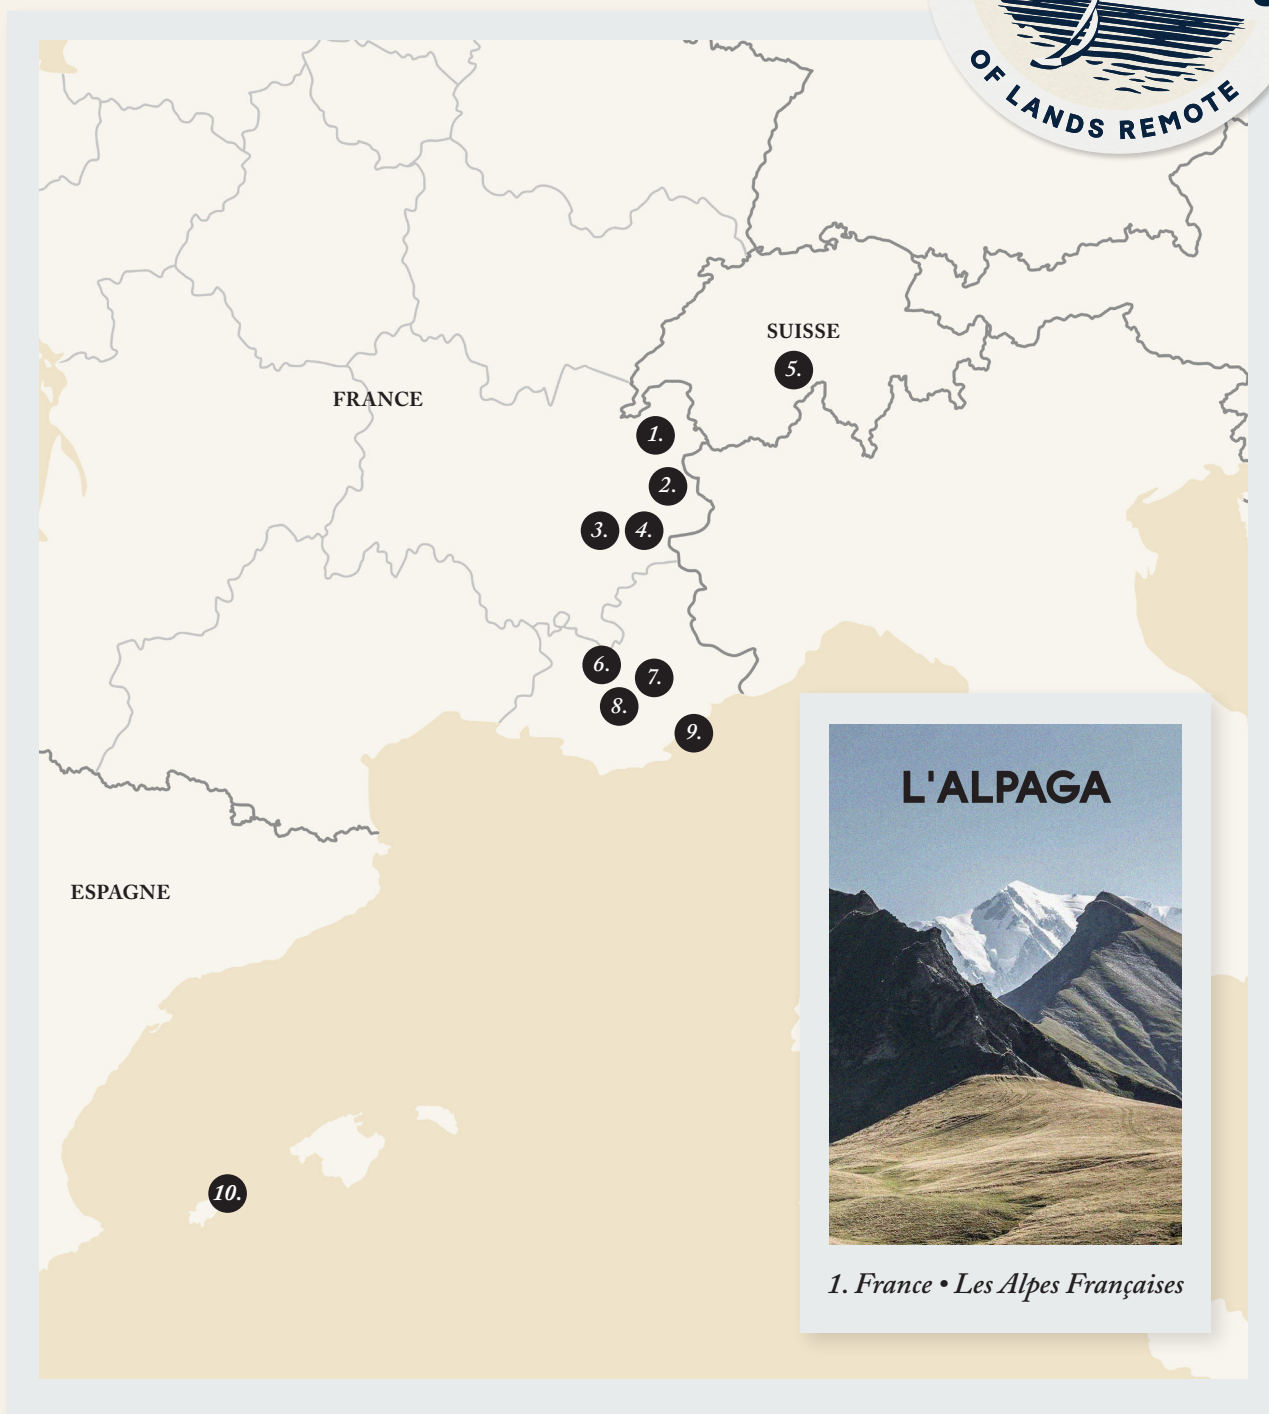 OF LANDS REMOTE
SUISSE
5.
FRANCE
1.
2.
3.
4.
6.
7.
8.
9.
L'ALPAGA
ESPAGNE
10.
1. France • Les Alpes Françaises